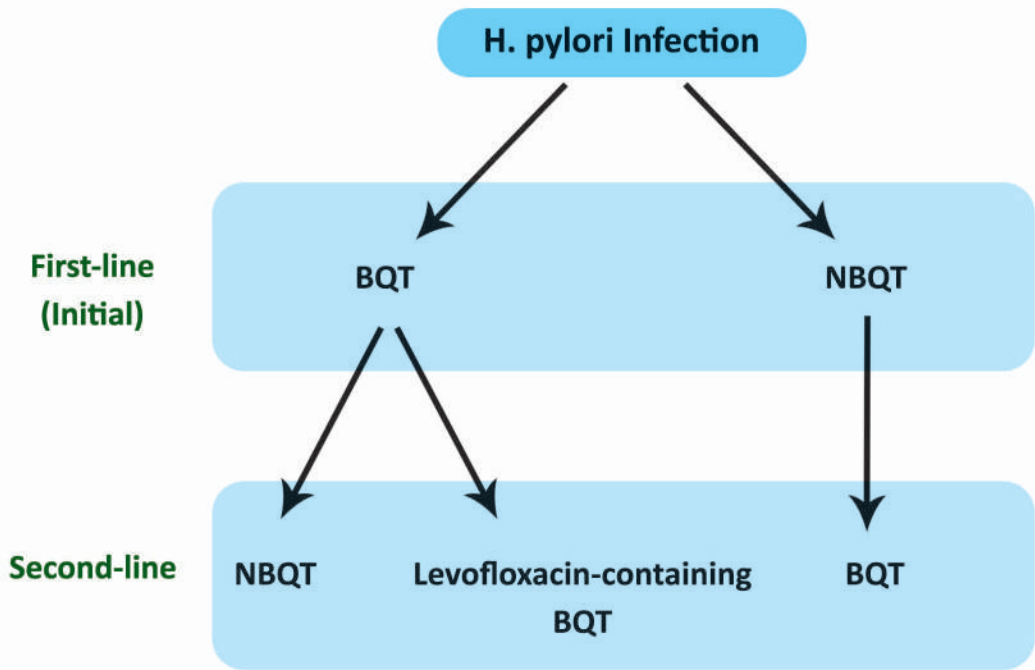 H. pylori Infection
First-line
(Initial)
BQT
NBQT
Second-line
NBQT
Levofloxacin-containing
BQT
BQT